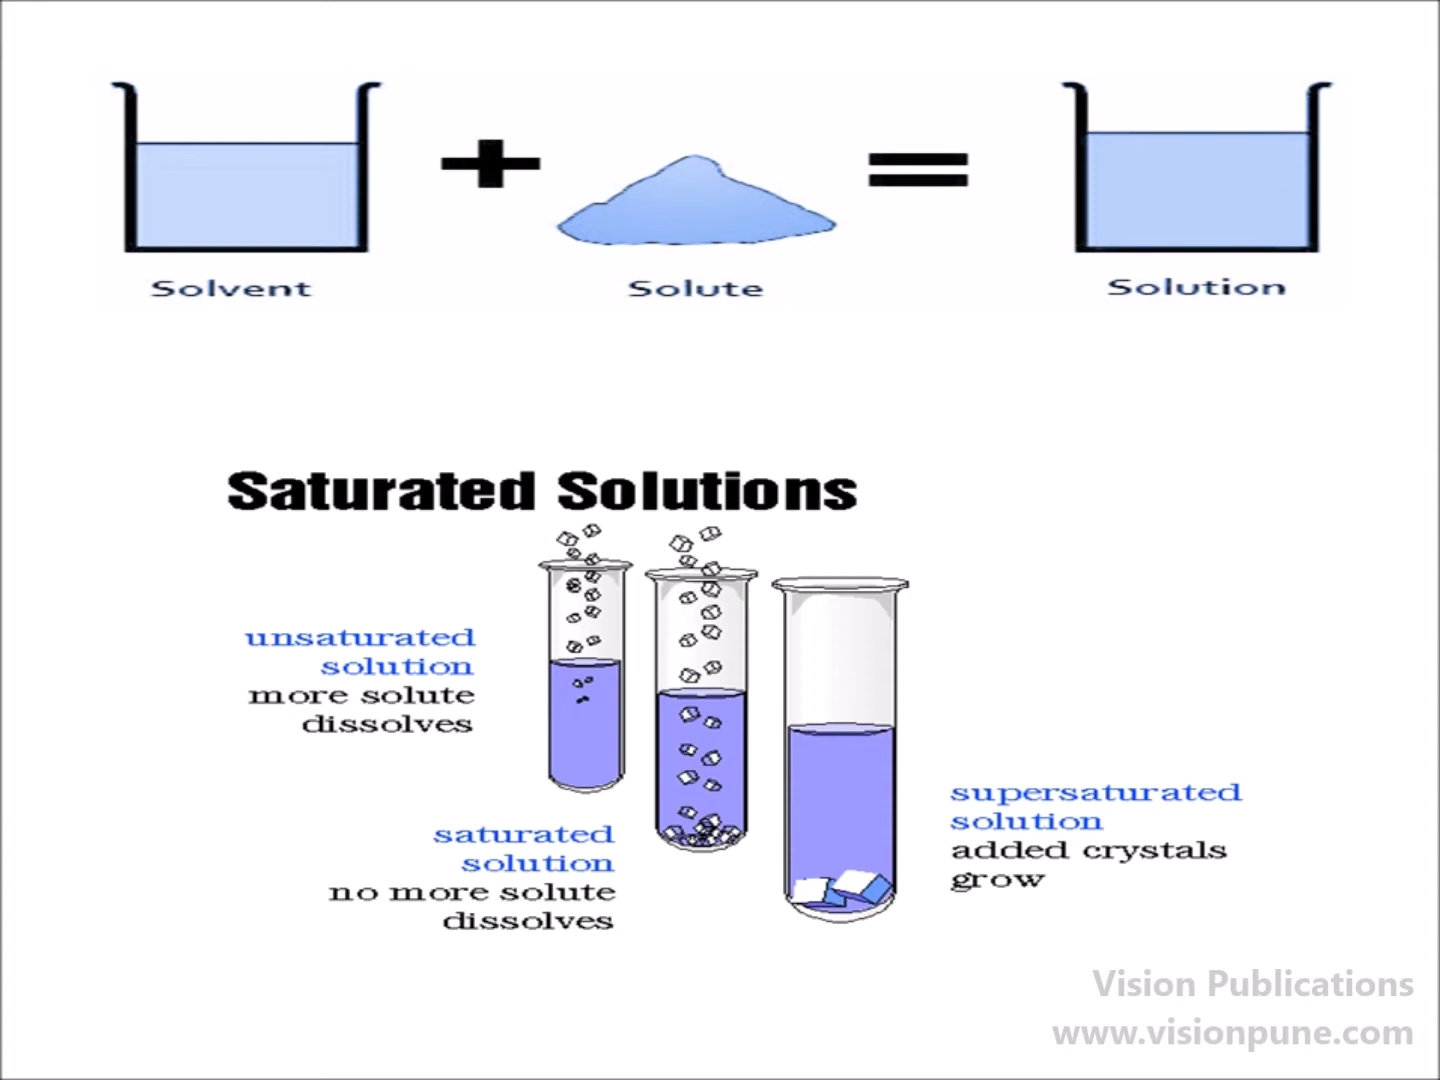 Solvent
+
Solute
=
Solution
Saturated Solutions
unsaturated
solution
more solute
dissolves
saturated
solution
no more solute
dissolves
supersaturated
solution
added crystals
grow
Vision Publications
www.visionpune.com